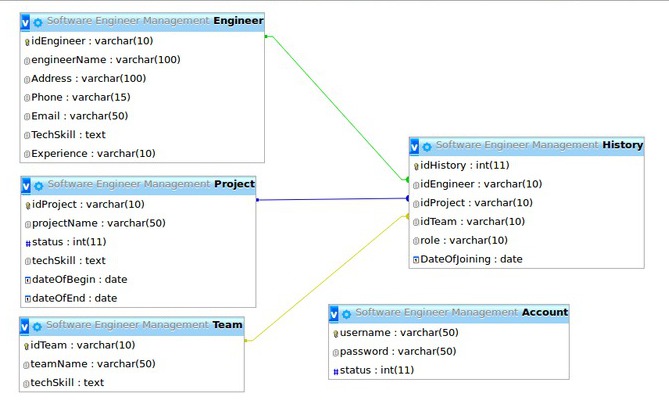 Software Engineer Management Engineer
idEngineer : varchar(10)
engineerName : varchar(100)
Address : varchar(100)
Phone : varchar(15)
Email : varchar(50)
TechSkill : text
Experience : varchar(10)
Software Engineer Management Project
idProject : varchar(10)
projectName : varchar(50)
# status : int(11)
techSkill : text
dateOfBegin : date
dateOfEnd : date
Software Engineer Management Team
idTeam : varchar(10)
teamName : varchar(50)
techSkill : text
Software Engineer Management History
idHistory : int(11)
idEngineer : varchar(10)
idProject : varchar(10)
idTeam : varchar(10)
role : varchar(10)
DateOfJoining : date
Software Engineer Management Account
username : varchar(50)
password : varchar(50)
# status : int(11)